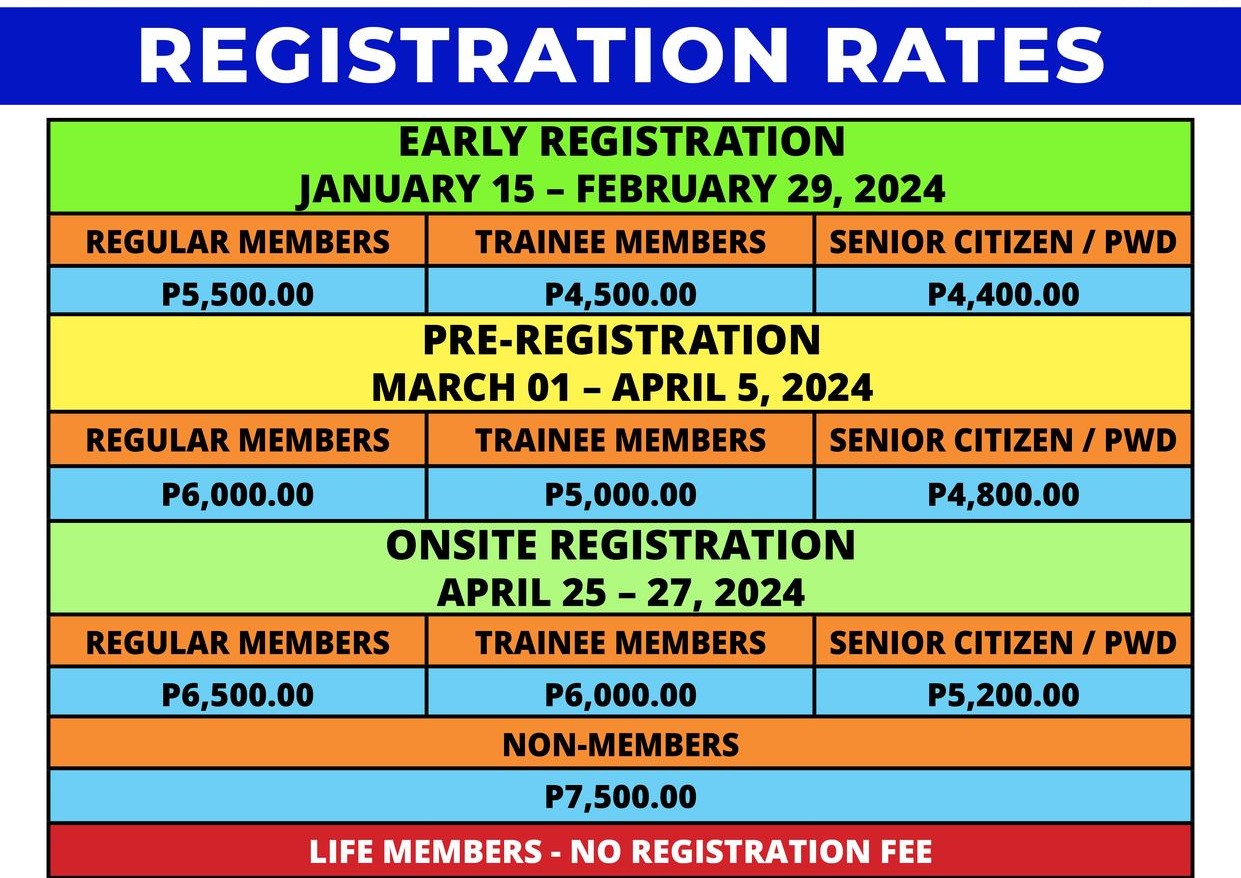 REGISTRATION RATES
EARLY REGISTRATION
JANUARY 15 – FEBRUARY 29, 2024
REGULAR MEMBERS TRAINEE MEMBERS SENIOR CITIZEN / PWD
P5,500.00 P4,500.00 P4,400.00
PRE-REGISTRATION
MARCH 01 – APRIL 5, 2024
REGULAR MEMBERS TRAINEE MEMBERS SENIOR CITIZEN / PWD
P6,000.00 P5,000.00 P4,800.00
ONSITE REGISTRATION
APRIL 25 – 27, 2024
REGULAR MEMBERS TRAINEE MEMBERS SENIOR CITIZEN / PWD
P6,500.00 P6,000.00 P5,200.00
NON-MEMBERS
P7,500.00
LIFE MEMBERS - NO REGISTRATION FEE